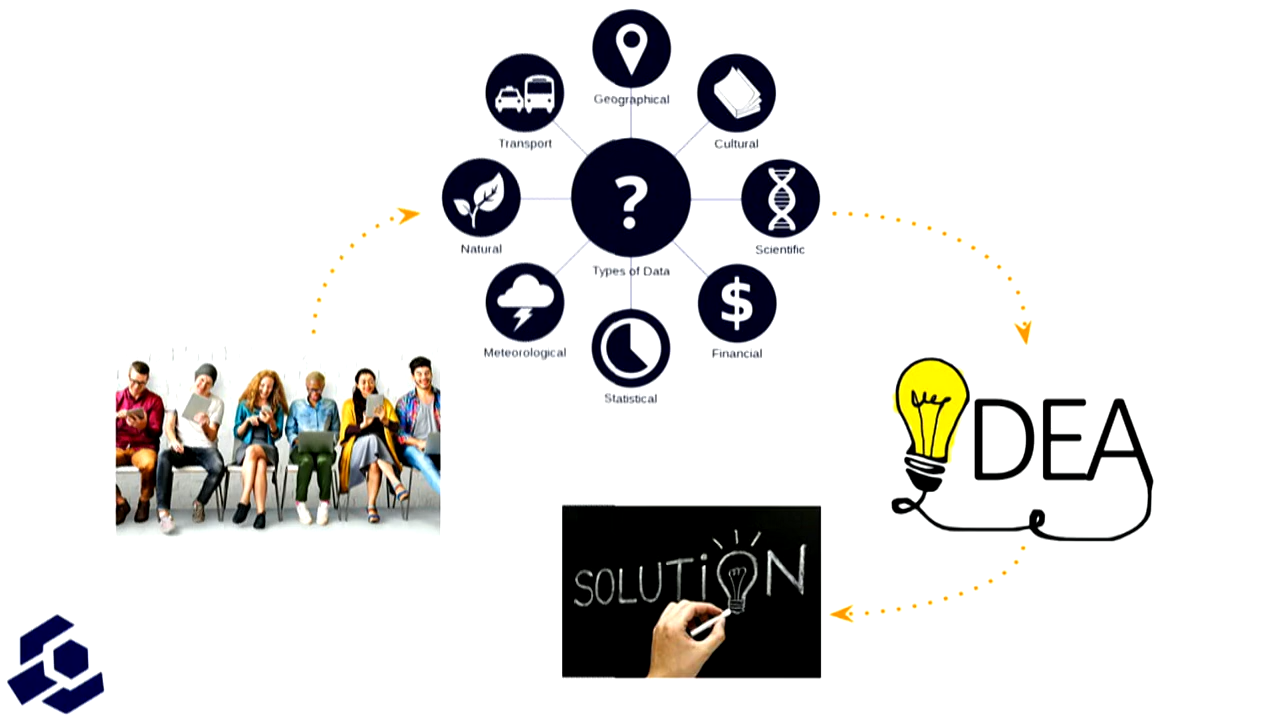 Geographical
Transport
Cultural
?
Natural
Scientific
Types of Data
$
Meteorological
Financial
Statistical
IDEA
SOLUTiON